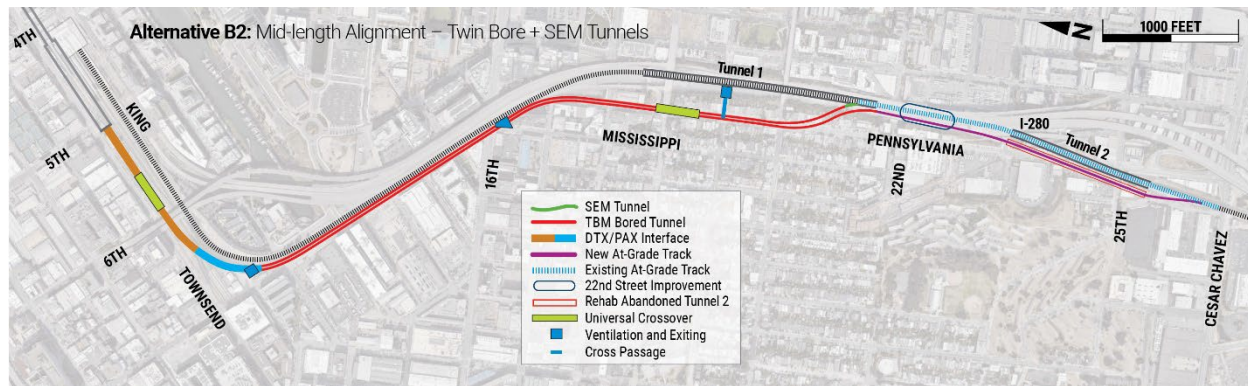 Alternative B2: Mid-length Alignment – Twin Bore + SEM Tunnels
N
1000 FEET
4TH
KING
5TH
6TH
TOWNSEND
16TH
MISSISSIPPI
Tunnel 1
PENNSYLVANIA
22ND
I-280
Tunnel 2
25TH
CESAR CHAVEZ
SEM Tunnel
TBM Bored Tunnel
DTX/PAX Interface
New At-Grade Track
Existing At-Grade Track
22nd Street Improvement
Rehab Abandoned Tunnel 2
Universal Crossover
Ventilation and Exiting
Cross Passage